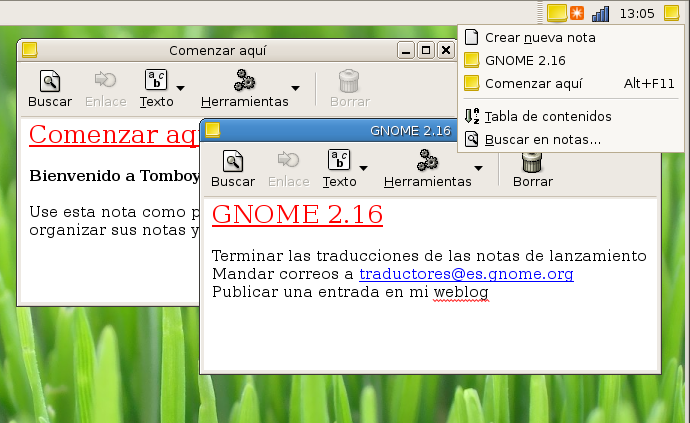 13:05
Crear nueva nota
GNOME 2.16
Comenzar aquí Alt+F11
Tabla de contenidos
Buscar en notas...
Comenzar aquí
Buscar Enlace Texto Herramientas Borrar
Comenzar aq
Bienvenido a Tomboy
Use esta nota como p
organizar sus notas y
GNOME 2.16
Buscar Enlace Texto Herramientas Borrar
GNOME 2.16
Terminar las traducciones de las notas de lanzamiento
Mandar correos a traductores@es.gnome.org
Publicar una entrada en mi weblog